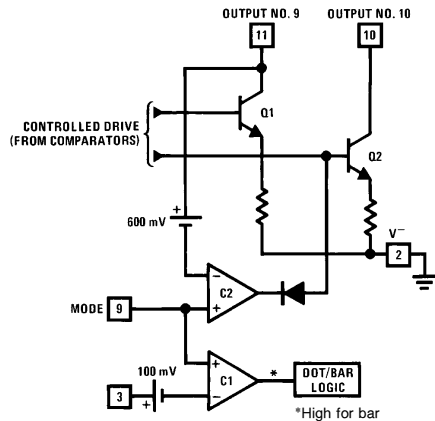 OUTPUT NO. 9 OUTPUT NO. 10
11 10
Q1
CONTROLLED DRIVE
(FROM COMPARATORS)
Q2
+
600 mV
V−
2
−
C2
MODE 9
+
100 mV
+
C1
*
DOT/BAR
LOGIC
3
+
−
*High for bar